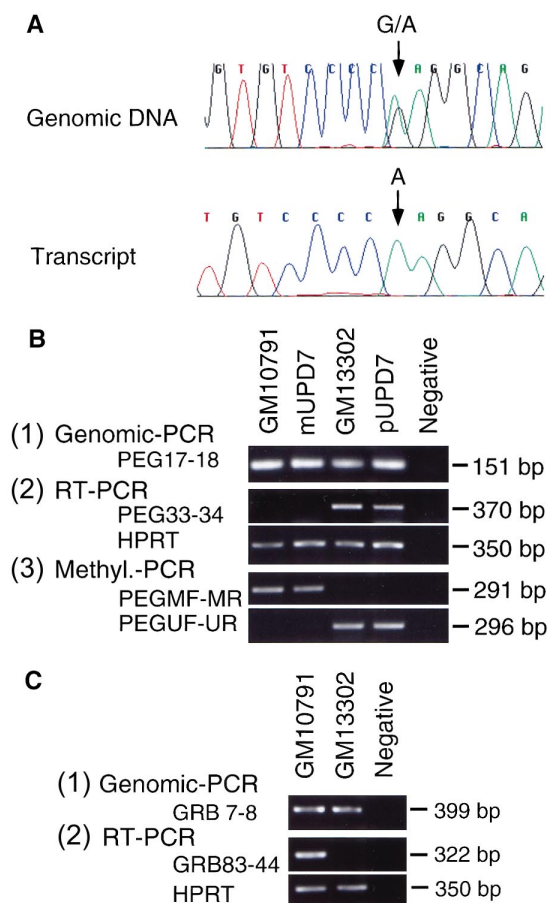 A
G/A
G T G T C C C C A G G C A G
Genomic DNA
A
T G T C C C C A G G C A
Transcript
B
GM10791
mUPD7
GM13302
pUPD7
Negative
(1) Genomic-PCR
PEG17-18
151 bp
(2) RT-PCR
PEG33-34
370 bp
HPRT
350 bp
(3) Methyl.-PCR
PEGMF-MR
291 bp
PEGUF-UR
296 bp
C
GM10791
GM13302
Negative
(1) Genomic-PCR
GRB 7-8
399 bp
(2) RT-PCR
GRB83-44
322 bp
HPRT
350 bp